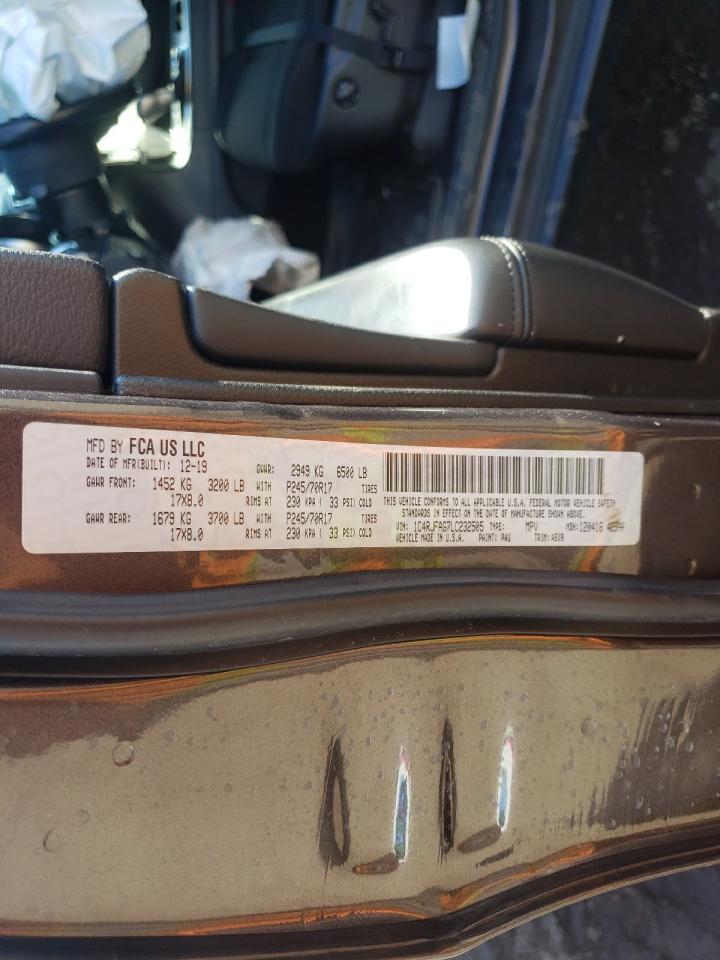 MFD BY FCA US LLC
DATE OF MFR(BUILT): 12-19 GVWR: 2949 KG 6500 LB
GAWR FRONT: 1452 KG 3200 LB WITH P245/70R17 TIRES
17X8.0 RIMS AT 230 KPA ( 33 PSI) COLD
GAWR REAR: 1679 KG 3700 LB WITH P245/70R17 TIRES
17X8.0 RIMS AT 230 KPA ( 33 PSI) COLD
THIS VEHICLE CONFORMS TO ALL APPLICABLE U.S.A. FEDERAL MOTOR VEHICLE SAFETY
STANDARDS IN EFFECT ON THE DATE OF MANUFACTURE SHOWN ABOVE.
VIN: 1C4RJFAG7LC232505 TYPE: MPV MDH: 120416
VEHICLE MADE IN U.S.A. PAINT: PAU TRIM: